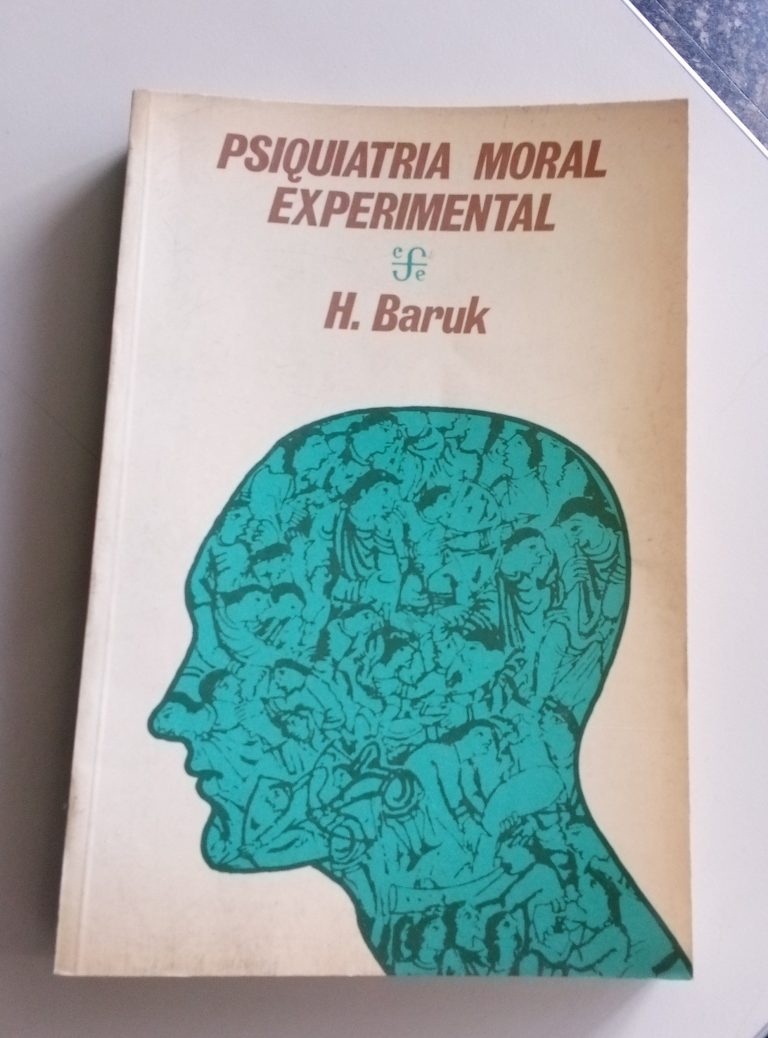 PSIQUIATRIA MORAL
EXPERIMENTAL
cfe
H. Baruk